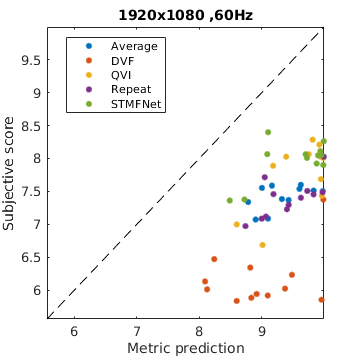 1920x1080 ,60Hz
Average
DVF
QVI
Repeat
STMFNet
Subjective score
9.5
9
8.5
8
7.5
7
6.5
6
6
7
8
9
Metric prediction